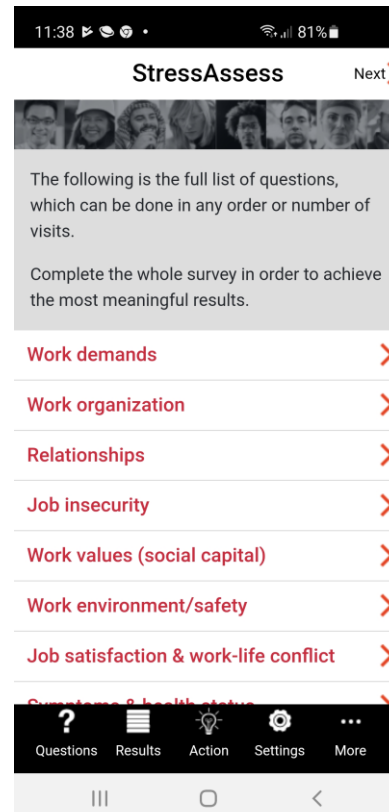 11:38 81%
StressAssess Next
The following is the full list of questions,
which can be done in any order or number of
visits.
Complete the whole survey in order to achieve
the most meaningful results.
Work demands
Work organization
Relationships
Job insecurity
Work values (social capital)
Work environment/safety
Job satisfaction & work-life conflict
Symptoms & health status
Questions Results Action Settings More